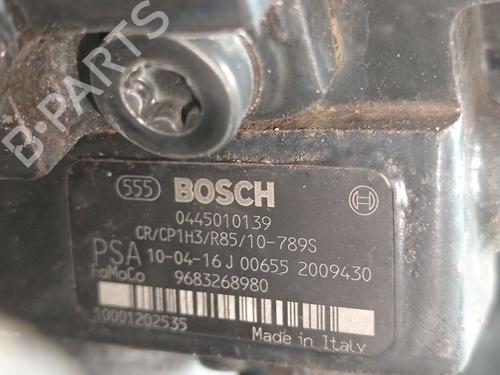 B-PARTS
555 BOSCH
0445010139
CR/CP1H3/R85/10-789S
PSA 10-04-16 J 00655 2009430
FoMoCo 9683268980
10001202535 Made in Italy